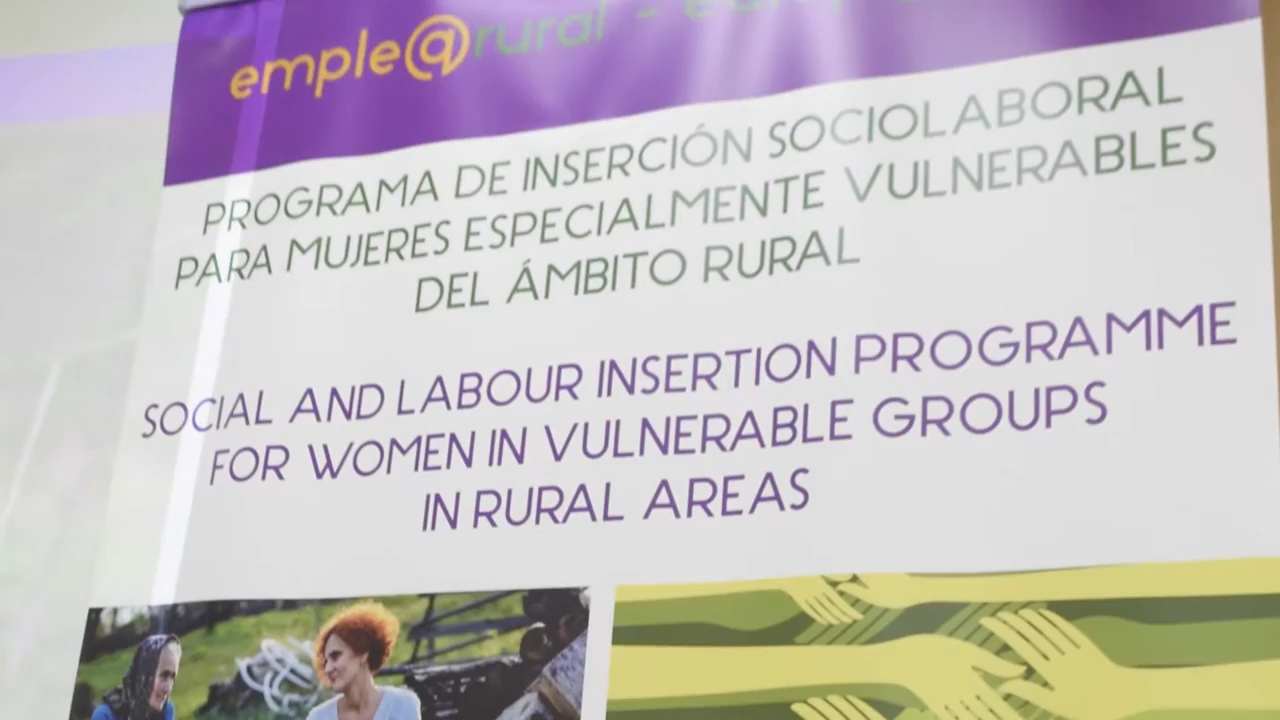 emple@rural -
PROGRAMA DE INSERCIÓN SOCIOLABORAL
PARA MUJERES ESPECIALMENTE VULNERABLES
DEL ÁMBITO RURAL
SOCIAL AND LABOUR INSERTION PROGRAMME
FOR WOMEN IN VULNERABLE GROUPS
IN RURAL AREAS